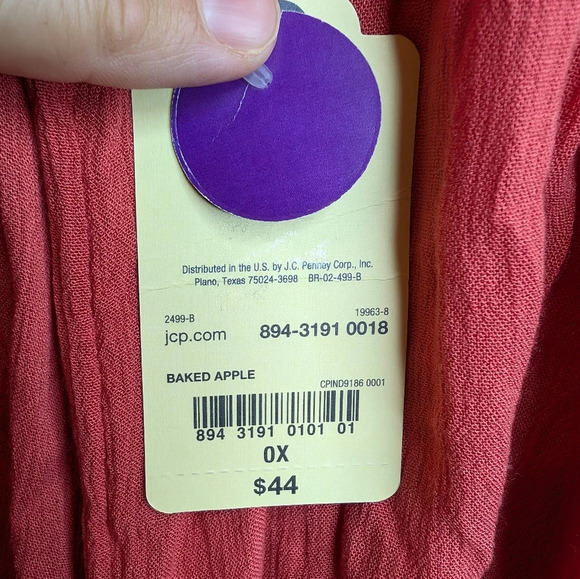 Distributed in the U.S. by J.C. Penney Corp., Inc.
Plano, Texas 75024-3698 BR-02-499-B
2499-B 19963-8
jcp.com 894-3191 0018
BAKED APPLE
CPIND9186 0001
894 3191 0101 01
0X
$44